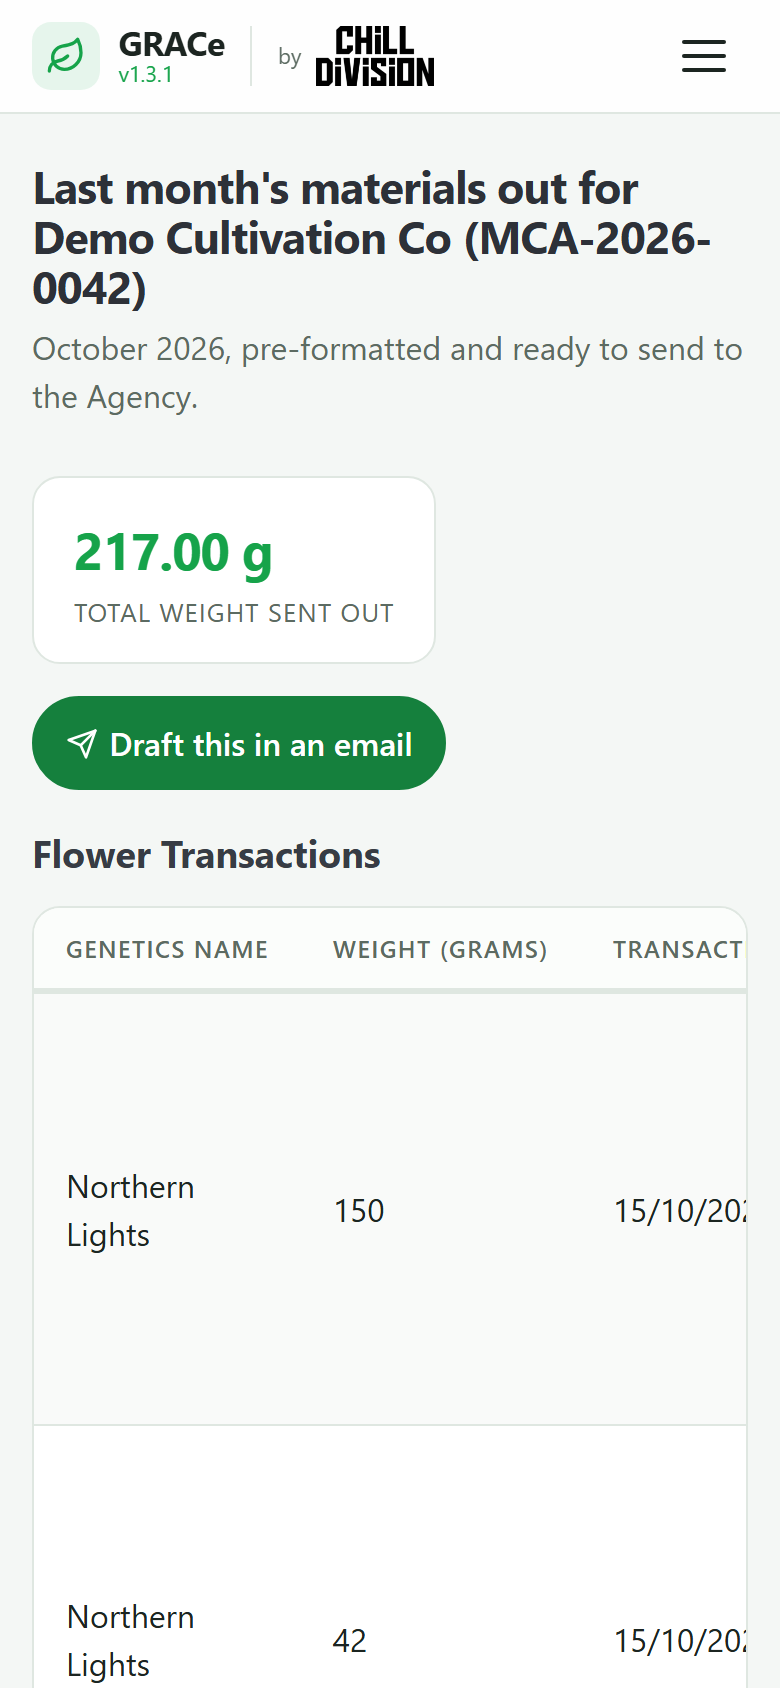 GRACe
v1.3.1
by
CHiLL
DiViSiON
Last month's materials out for
Demo Cultivation Co (MCA-2026-
0042)
October 2026, pre-formatted and ready to send to
the Agency.
217.00 g
TOTAL WEIGHT SENT OUT
Draft this in an email
Flower Transactions
GENETICS NAME WEIGHT (GRAMS) TRANSACT
Northern
Lights
150
15/10/202
Northern
Lights
42
15/10/202